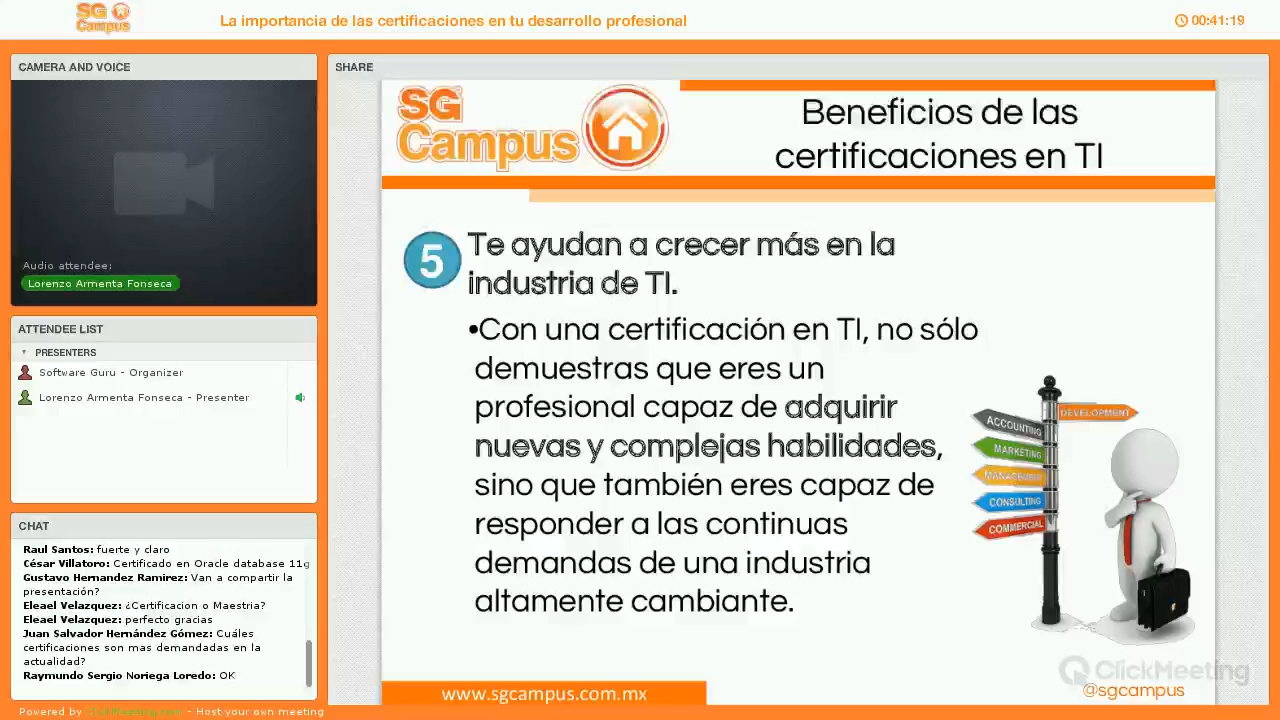 SG Campus
La importancia de las certificaciones en tu desarrollo profesional
00:41:19
CAMERA AND VOICE
Audio attendee:
Lorenzo Armenta Fonseca
ATTENDEE LIST
PRESENTERS
Software Guru - Organizer
Lorenzo Armenta Fonseca - Presenter
CHAT
Raul Santos: fuerte y claro
César Villatoro: Certificado en Oracle database 11g
Gustavo Hernandez Ramirez: Van a compartir la
presentación?
Eleael Velazquez: ¿Certificacion o Maestria?
Eleael Velazquez: perfecto gracias
Juan Salvador Hernández Gómez: Cuáles
certificaciones son mas demandadas en la
actualidad?
Raymundo Sergio Noriega Loredo: OK
Powered by ClickMeeting.com - Host your own meeting
SHARE
SG
Campus
Beneficios de las
certificaciones en TI
5
Te ayudan a crecer más en la
industria de TI.
•Con una certificación en TI, no sólo
demuestras que eres un
profesional capaz de adquirir
nuevas y complejas habilidades,
sino que también eres capaz de
responder a las continuas
demandas de una industria
altamente cambiante.
DEVELOPMENT
ACCOUNTING
MARKETING
MANAGEMENT
CONSULTING
COMMERCIAL
www.sgcampus.com.mx
ClickMeeting
@sgcampus